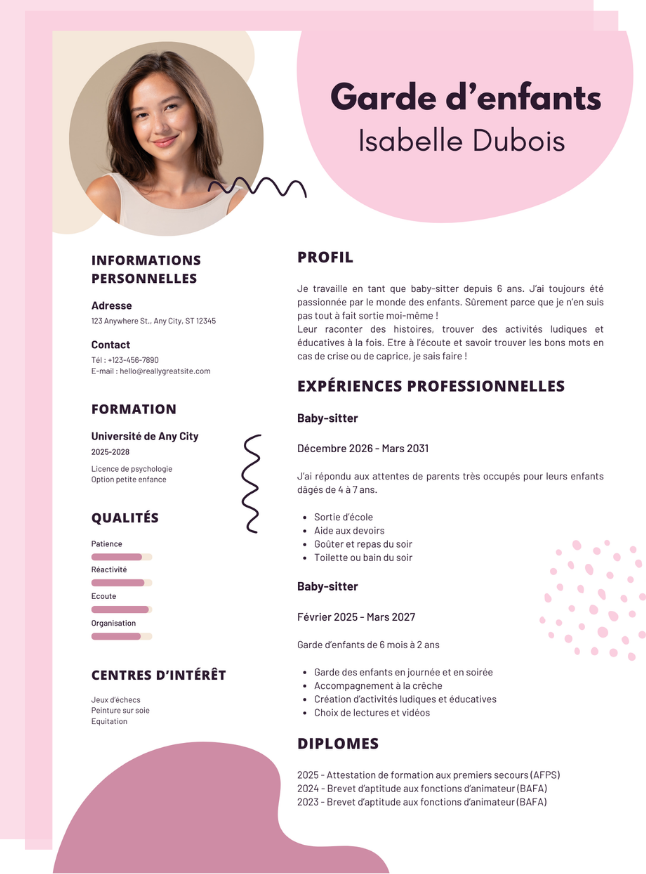 Garde d'enfants
Isabelle Dubois
INFORMATIONS
PERSONNELLES
Adresse
123 Anywhere St., Any City, ST 12345
Contact
Tél : +123-456-7890
E-mail : hello@reallygreatsite.com
FORMATION
Université de Any City
2025-2028
Licence de psychologie
Option petite enfance
QUALITÉS
Patience
Réactivité
Ecoute
Organisation
CENTRES D'INTÉRÊT
Jeux d'échecs
Peinture sur soie
Equitation
PROFIL
Je travaille en tant que baby-sitter depuis 6 ans. J'ai toujours été
passionnée par le monde des enfants. Sûrement parce que je n'en suis
pas tout à fait sortie moi-même !
Leur raconter des histoires, trouver des activités ludiques et
éducatives à la fois. Etre à l'écoute et savoir trouver les bons mots en
cas de crise ou de caprice, je sais faire !
EXPÉRIENCES PROFESSIONNELLES
Baby-sitter
Décembre 2026 - Mars 2031
J'ai répondu aux attentes de parents très occupés pour leurs enfants
dâgés de 4 à 7 ans.
• Sortie d'école
• Aide aux devoirs
• Goûter et repas du soir
• Toilette ou bain du soir
Baby-sitter
Février 2025 - Mars 2027
Garde d'enfants de 6 mois à 2 ans
• Garde des enfants en journée et en soirée
• Accompagnement à la crêche
• Création d'activités ludiques et éducatives
• Choix de lectures et vidéos
DIPLOMES
2025 - Attestation de formation aux premiers secours (AFPS)
2024 - Brevet d'aptitude aux fonctions d'animateur (BAFA)
2023 - Brevet d'aptitude aux fonctions d'animateur (BAFA)